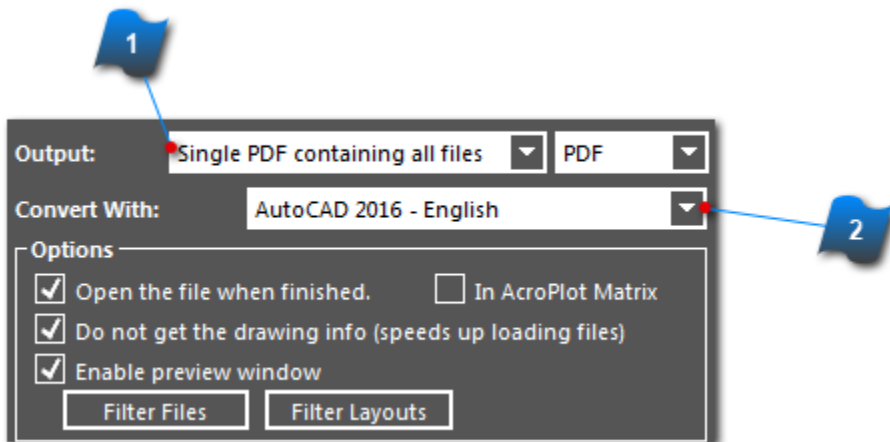 1
Output: Single PDF containing all files PDF
Convert With: AutoCAD 2016 - English
2
Options
Open the file when finished. In AcroPlot Matrix
Do not get the drawing info (speeds up loading files)
Enable preview window
Filter Files Filter Layouts